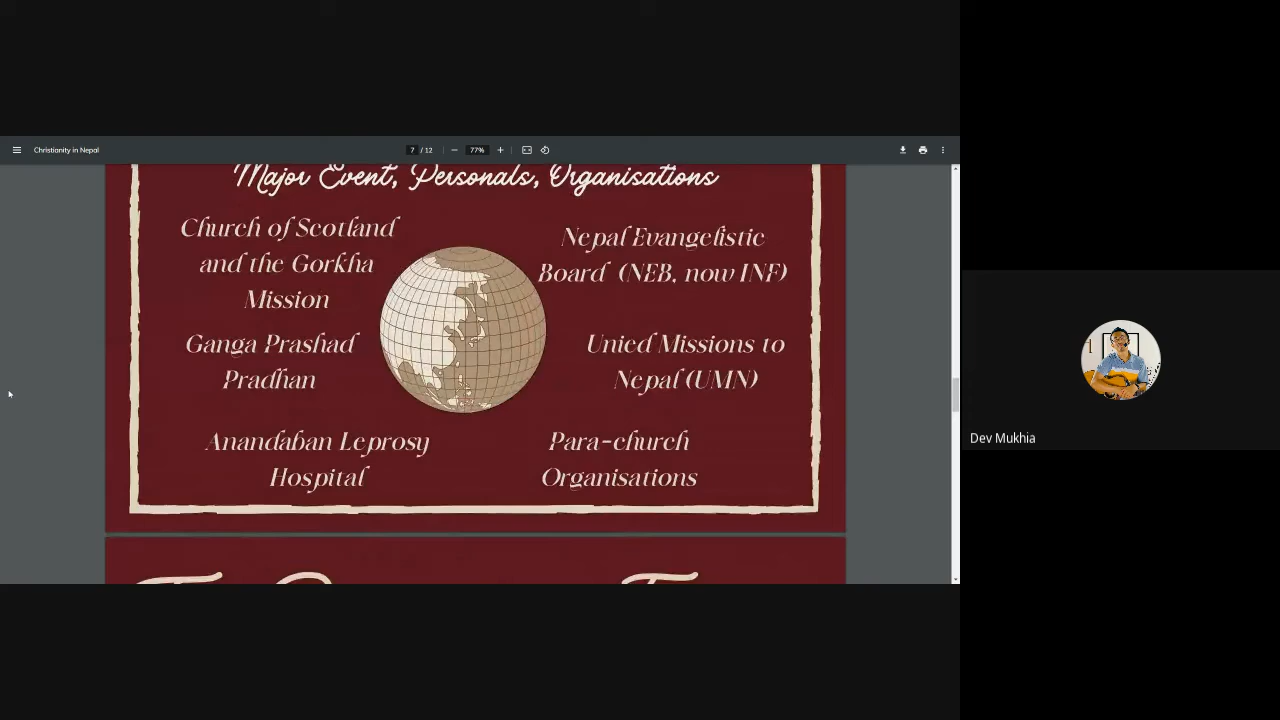 Christianity in Nepal
7 / 12
77%
Major Event, Personals, Organisations
Church of Scotland
and the Gorkha
Mission
Nepal Evangelistic
Board (NEB, now INF)
Ganga Prashad
Pradhan
Unied Missions to
Nepal (UMN)
Anandaban Leprosy
Hospital
Para-church
Organisations
Dev Mukhia